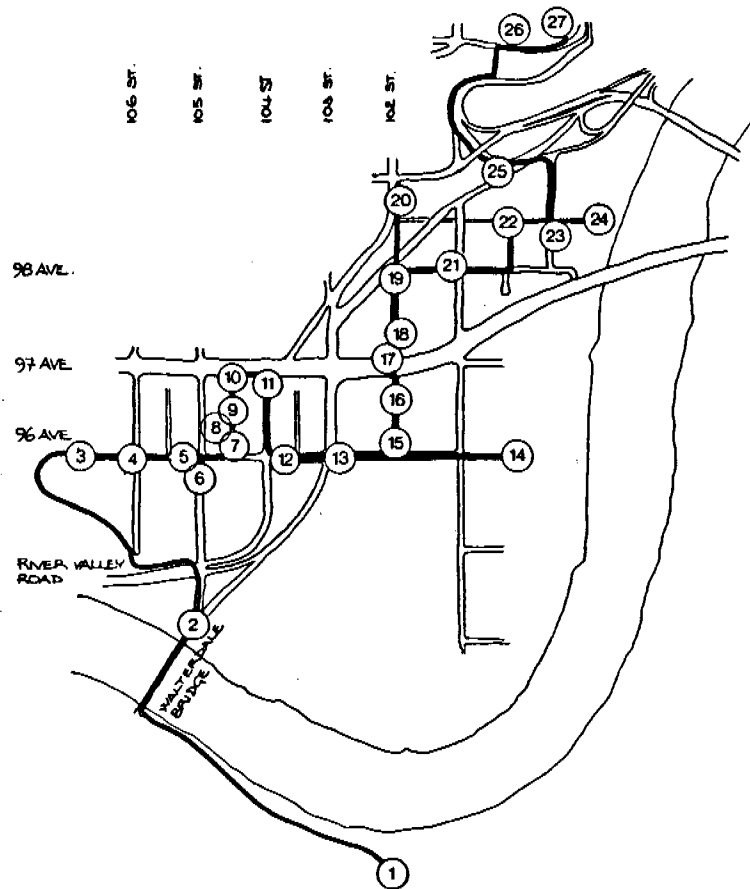 26
27
106 ST.
105 ST.
104 ST
103 ST.
102 ST.
25
20
22
23
24
98 AVE.
19
21
18
97 AVE.
17
10
11
16
9
96 AVE
8
7
15
3
4
5
12
13
14
6
RIVER VALLEY
ROAD
2
WALTERDALE
BRIDGE
1